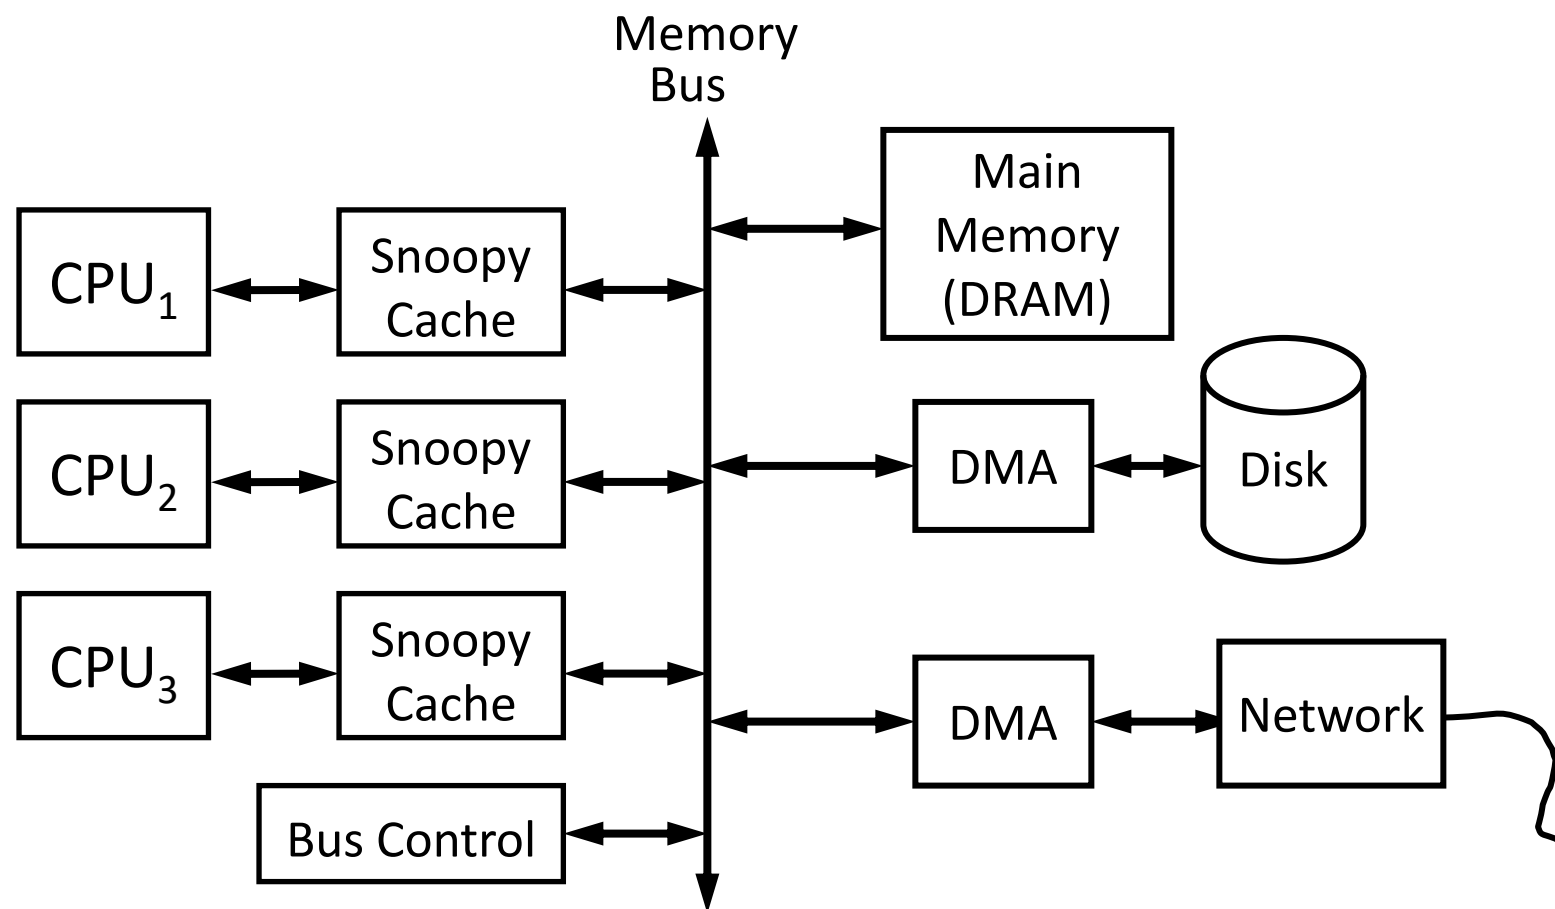 Memory
Bus
Main
Memory
(DRAM)
CPU₁
Snoopy
Cache
CPU₂
Snoopy
Cache
DMA
Disk
CPU₃
Snoopy
Cache
DMA
Network
Bus Control